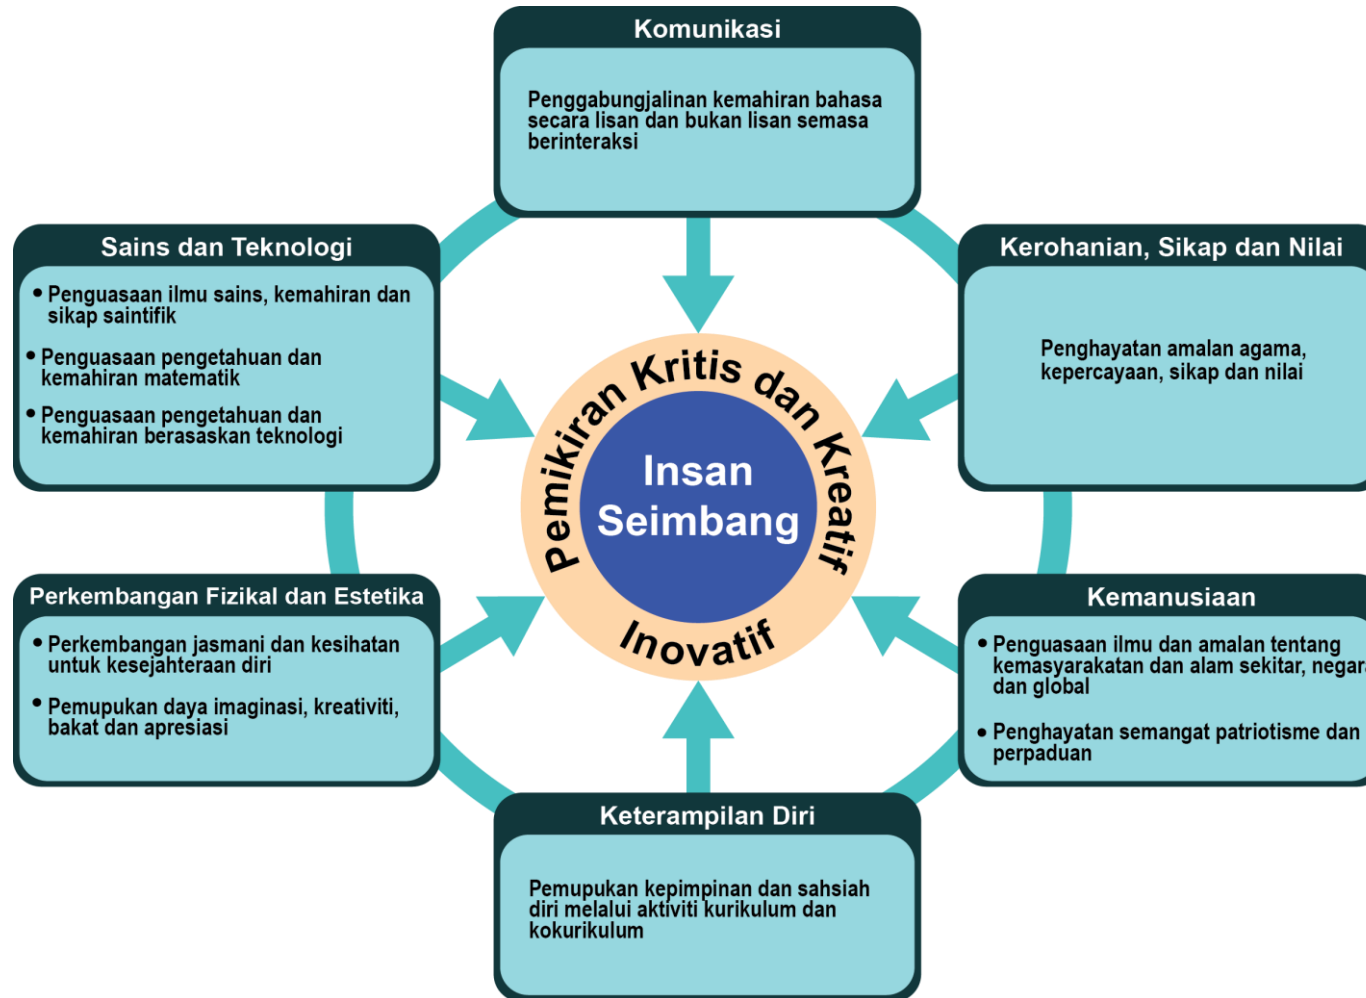 Komunikasi
Penggabungjalinan kemahiran bahasa
secara lisan dan bukan lisan semasa
berinteraksi
Sains dan Teknologi
• Penguasaan ilmu sains, kemahiran dan
sikap saintifik
• Penguasaan pengetahuan dan
kemahiran matematik
• Penguasaan pengetahuan dan
kemahiran berasaskan teknologi
Kerohanian, Sikap dan Nilai
Penghayatan amalan agama,
kepercayaan, sikap dan nilai
Pemikiran Kritis dan Kreatif
Insan
Seimbang
Inovatif
Perkembangan Fizikal dan Estetika
• Perkembangan jasmani dan kesihatan
untuk kesejahteraan diri
• Pemupukan daya imaginasi, kreativiti,
bakat dan apresiasi
Kemanusiaan
• Penguasaan ilmu dan amalan tentang
kemasyarakatan dan alam sekitar, negara
dan global
• Penghayatan semangat patriotisme dan
perpaduan
Keterampilan Diri
Pemupukan kepimpinan dan sahsiah
diri melalui aktiviti kurikulum dan
kokurikulum